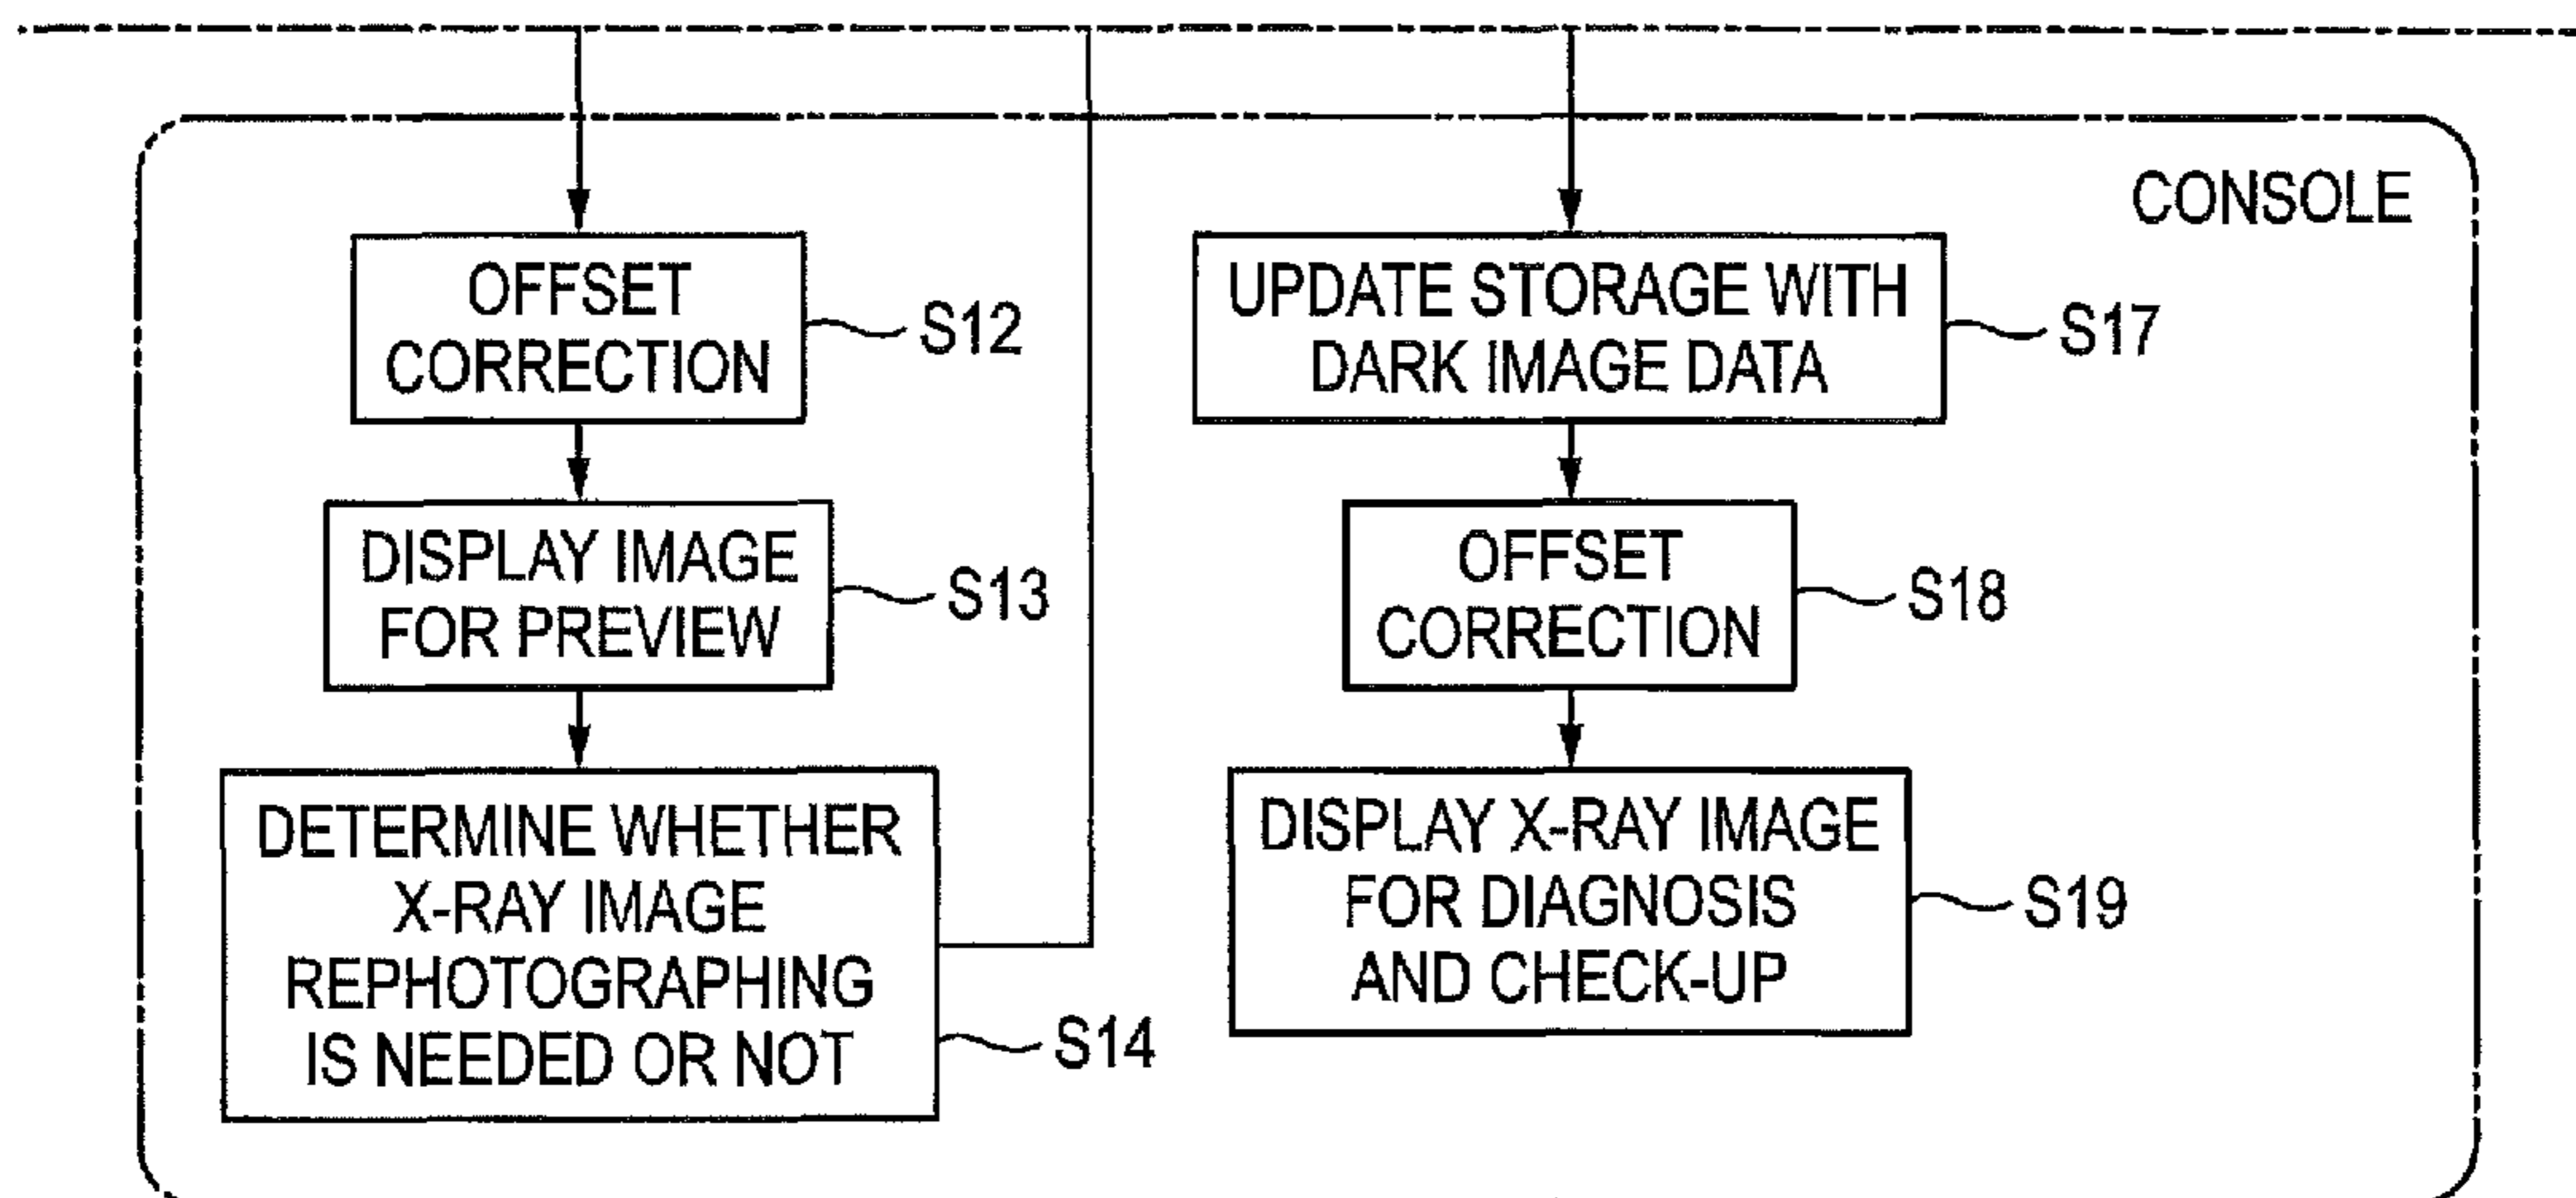 CONSOLE
OFFSET
CORRECTION
S12
DISPLAY IMAGE
FOR PREVIEW
S13
DETERMINE WHETHER
X-RAY IMAGE
REPHOTOGRAPHING
IS NEEDED OR NOT
S14
UPDATE STORAGE WITH
DARK IMAGE DATA
S17
OFFSET
CORRECTION
S18
DISPLAY X-RAY IMAGE
FOR DIAGNOSIS
AND CHECK-UP
S19